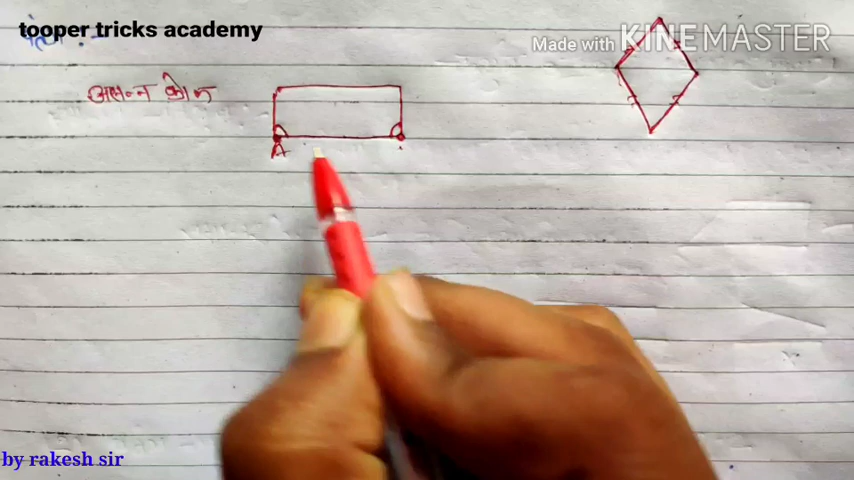 tooper tricks academy
Made with KINEMASTER
आसन्न कोन
A
by rakesh sir